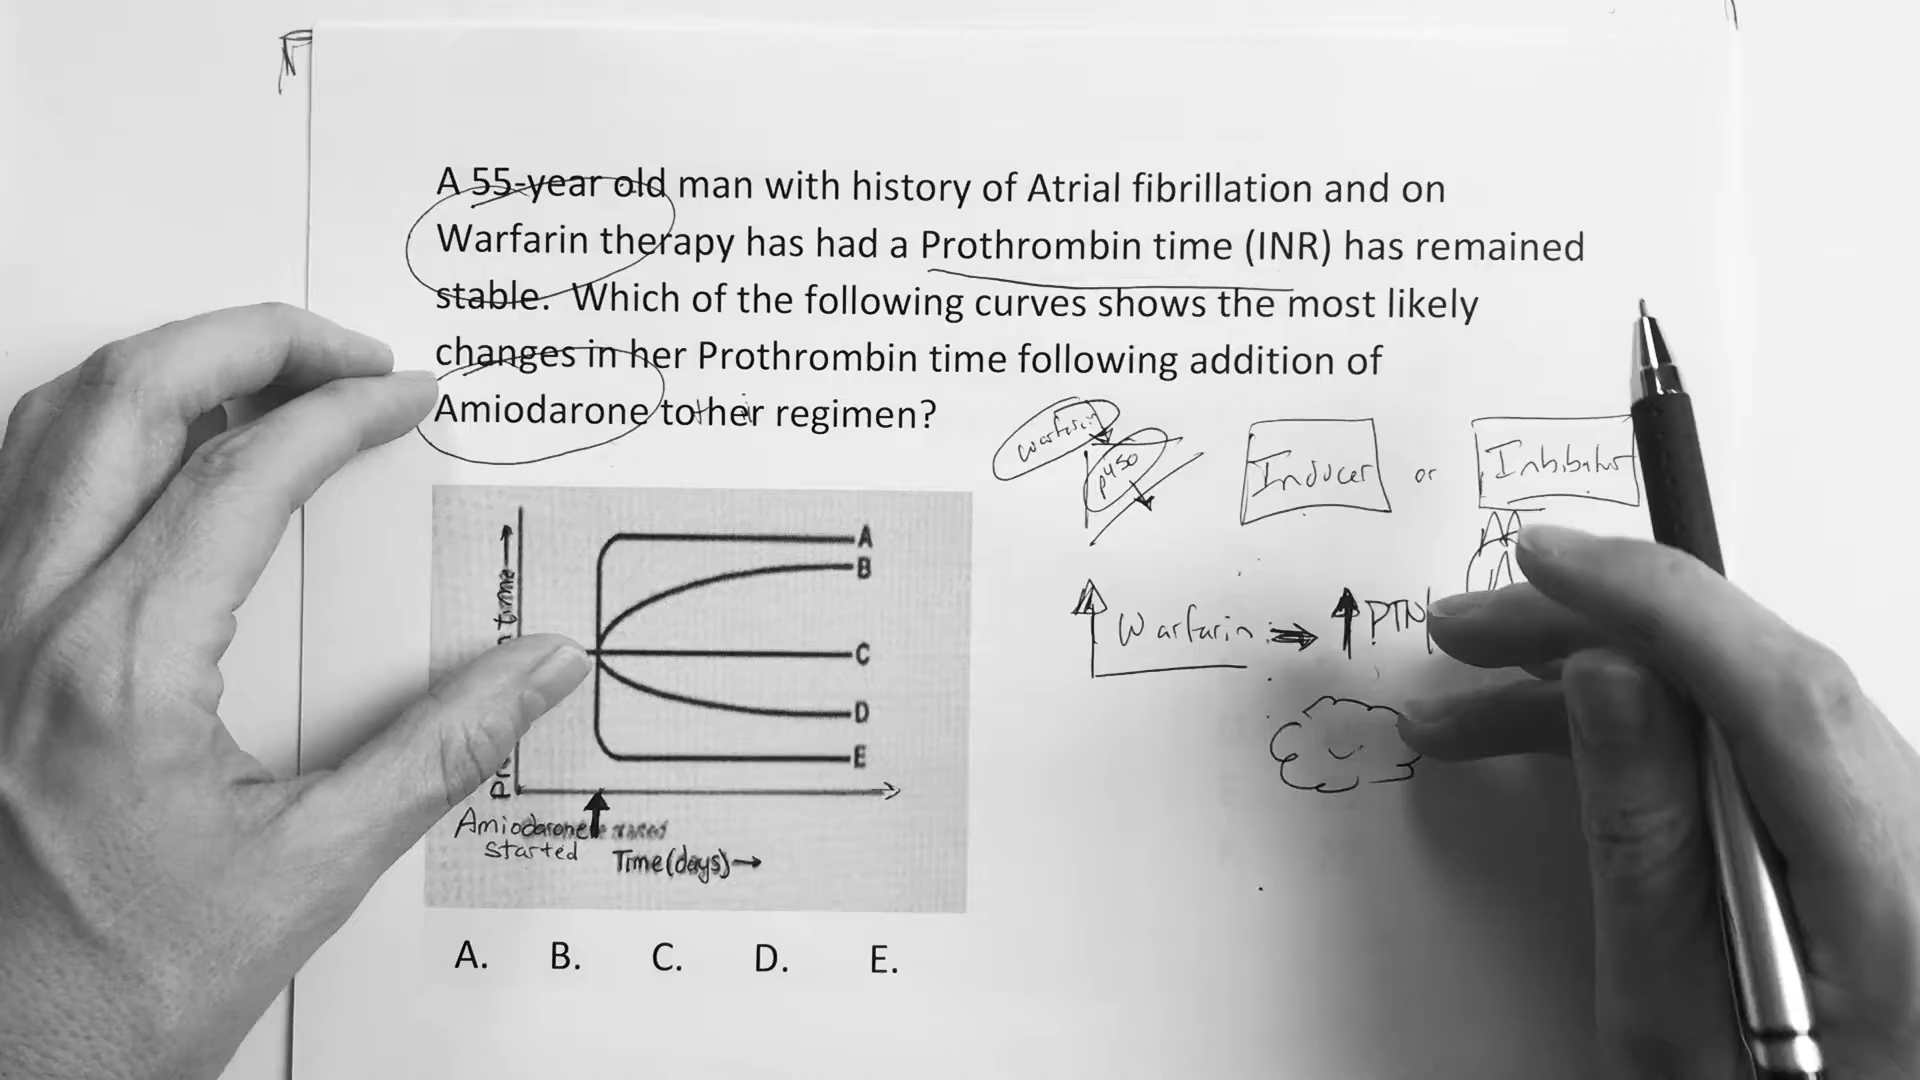 A 55-year old man with history of Atrial fibrillation and on
Warfarin therapy has had a Prothrombin time (INR) has remained
stable. Which of the following curves shows the most likely
changes in her Prothrombin time following addition of
Amiodarone to their regimen?
Warfarin
P450
Inducer or Inhibitor
Warfarin
PTN
time
A
B
C
D
E
Amiodarone
started
Time (days)
A. B. C. D. E.